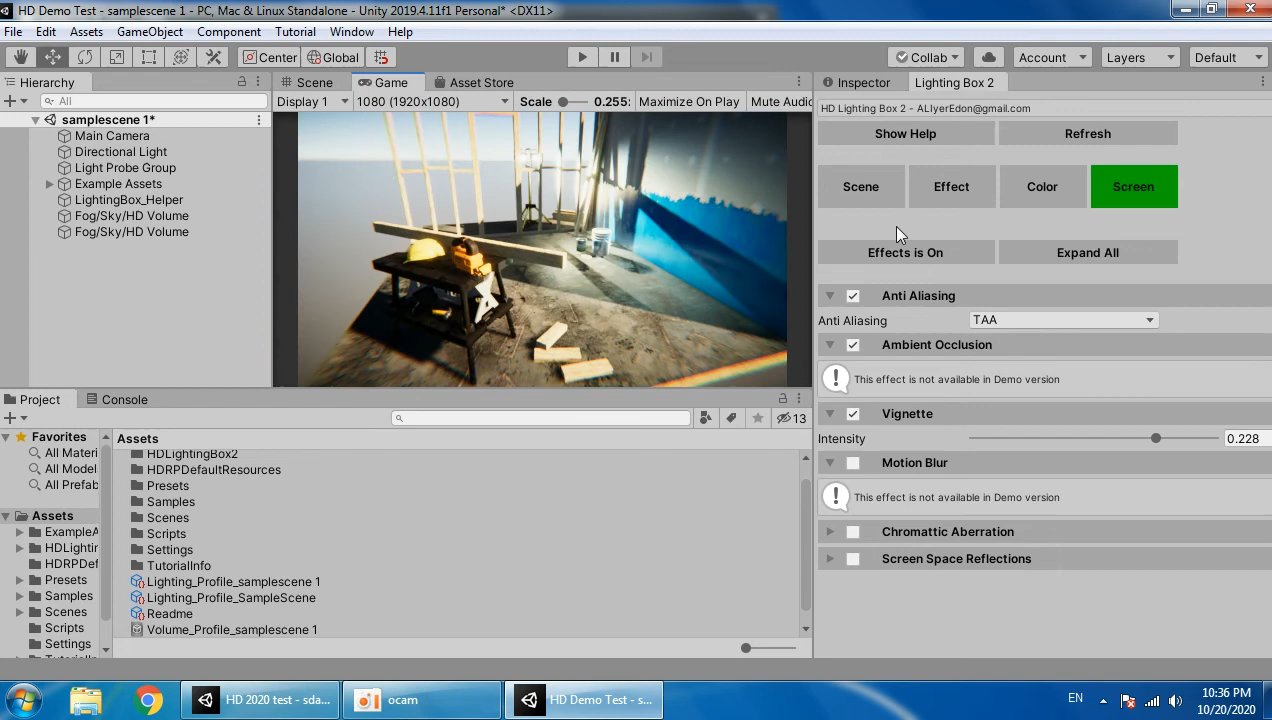 HD Demo Test - samplescene 1 - PC, Mac & Linux Standalone - Unity 2019.4.11f1 Personal* <DX11>
File Edit Assets GameObject Component Tutorial Window Help
Center Global Collab Account Layers Default
Hierarchy
All
samplescene 1*
Main Camera
Directional Light
Light Probe Group
Example Assets
LightingBox_Helper
Fog/Sky/HD Volume
Fog/Sky/HD Volume
Scene Game Asset Store
Display 1 1080 (1920x1080) Scale 0.255: Maximize On Play Mute Audio
Inspector Lighting Box 2
HD Lighting Box 2 - ALIyerEdon@gmail.com
Show Help Refresh
Scene Effect Color Screen
Effects is On Expand All
Anti Aliasing
Anti Aliasing TAA
Ambient Occlusion
This effect is not available in Demo version
Vignette
Intensity 0.228
Motion Blur
This effect is not available in Demo version
Chromattic Aberration
Screen Space Reflections
Project Console
13
Favorites
All Materi
All Model
All Prefab
Assets
ExampleA
HDLightin
HDRPDef
Presets
Samples
Scenes
Scripts
Settings
Assets
HDLightingBox2
HDRPDefaultResources
Presets
Samples
Scenes
Scripts
Settings
TutorialInfo
Lighting_Profile_samplescene 1
Lighting_Profile_SampleScene
Readme
Volume_Profile_samplescene 1
HD 2020 test - sda... ocam HD Demo Test - s...
EN
10:36 PM
10/20/2020